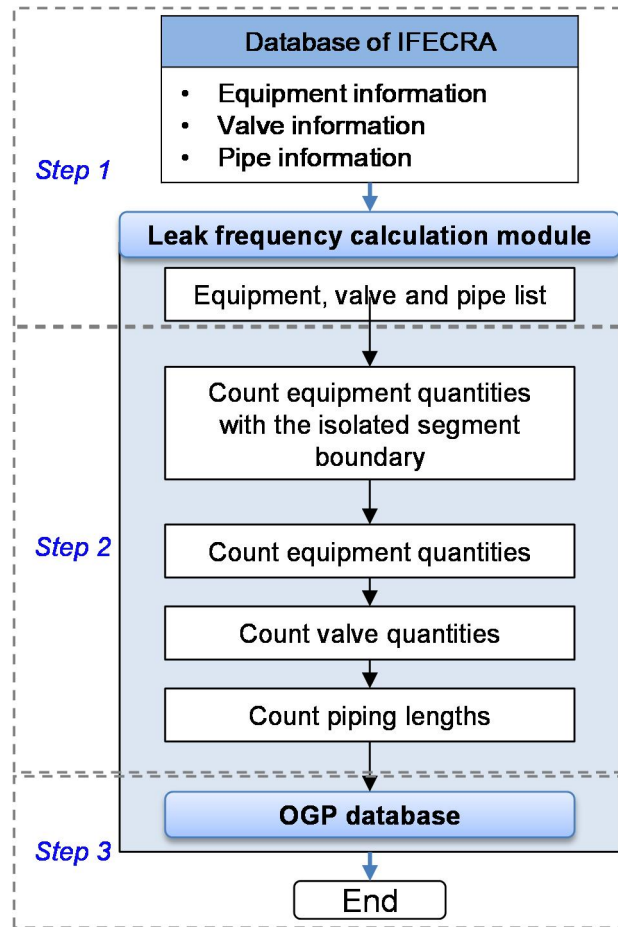 Database of IFECRA
• Equipment information
• Valve information
• Pipe information
Step 1
Leak frequency calculation module
Equipment, valve and pipe list
Count equipment quantities
with the isolated segment
boundary
Step 2
Count equipment quantities
Count valve quantities
Count piping lengths
OGP database
Step 3
End